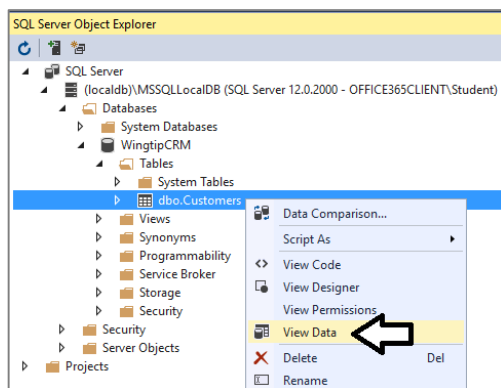 SQL Server Object Explorer
SQL Server
(localdb)\MSSQLLocalDB (SQL Server 12.0.2000 - OFFICE365CLIENT\Student)
Databases
System Databases
WingtipCRM
Tables
System Tables
dbo.Customers
Views
Synonyms
Programmability
Service Broker
Storage
Security
Security
Server Objects
Projects
Data Comparison...
Script As
View Code
View Designer
View Permissions
View Data
Delete Del
Rename